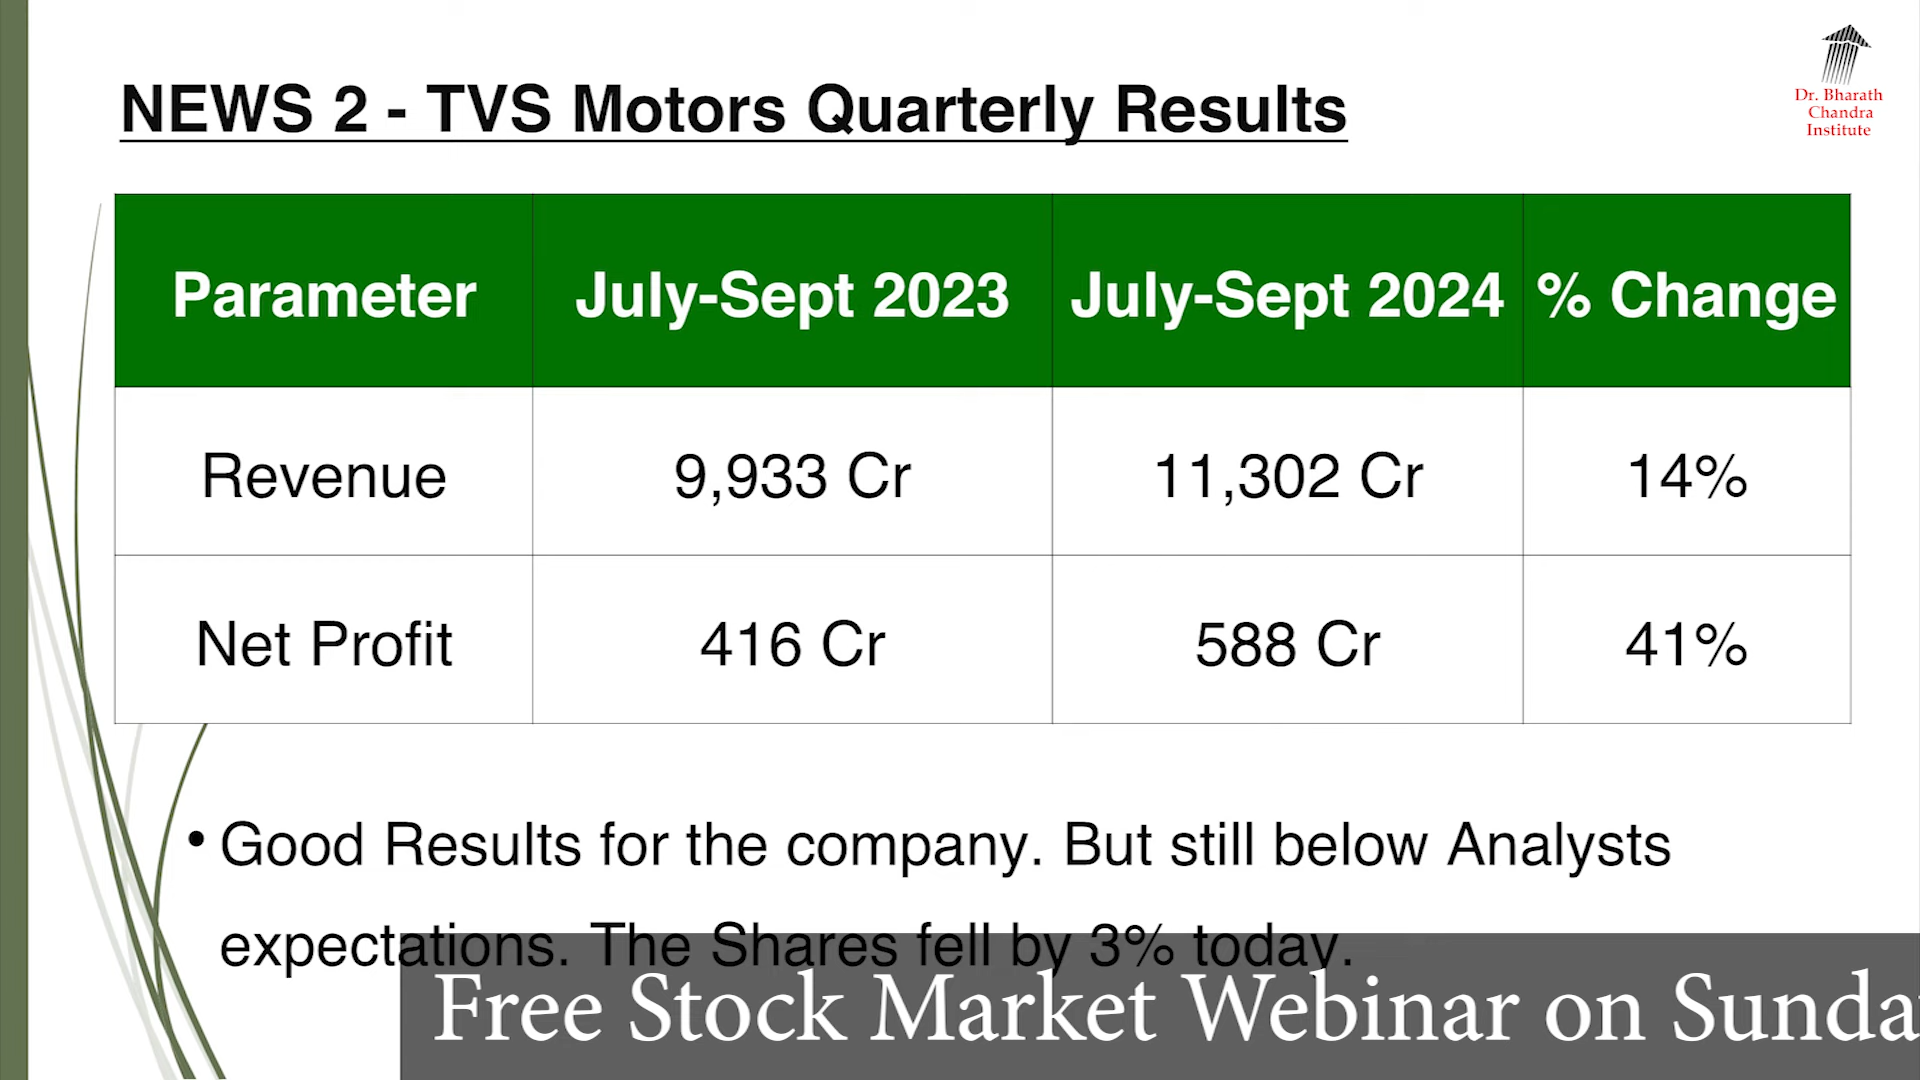 NEWS 2 - TVS Motors Quarterly Results
Dr. Bharath
Chandra
Institute
Parameter July-Sept 2023 July-Sept 2024 % Change
Revenue 9,933 Cr 11,302 Cr 14%
Net Profit 416 Cr 588 Cr 41%
• Good Results for the company. But still below Analysts
expectations. The Shares fell by 3% today.
Free Stock Market Webinar on Sunda